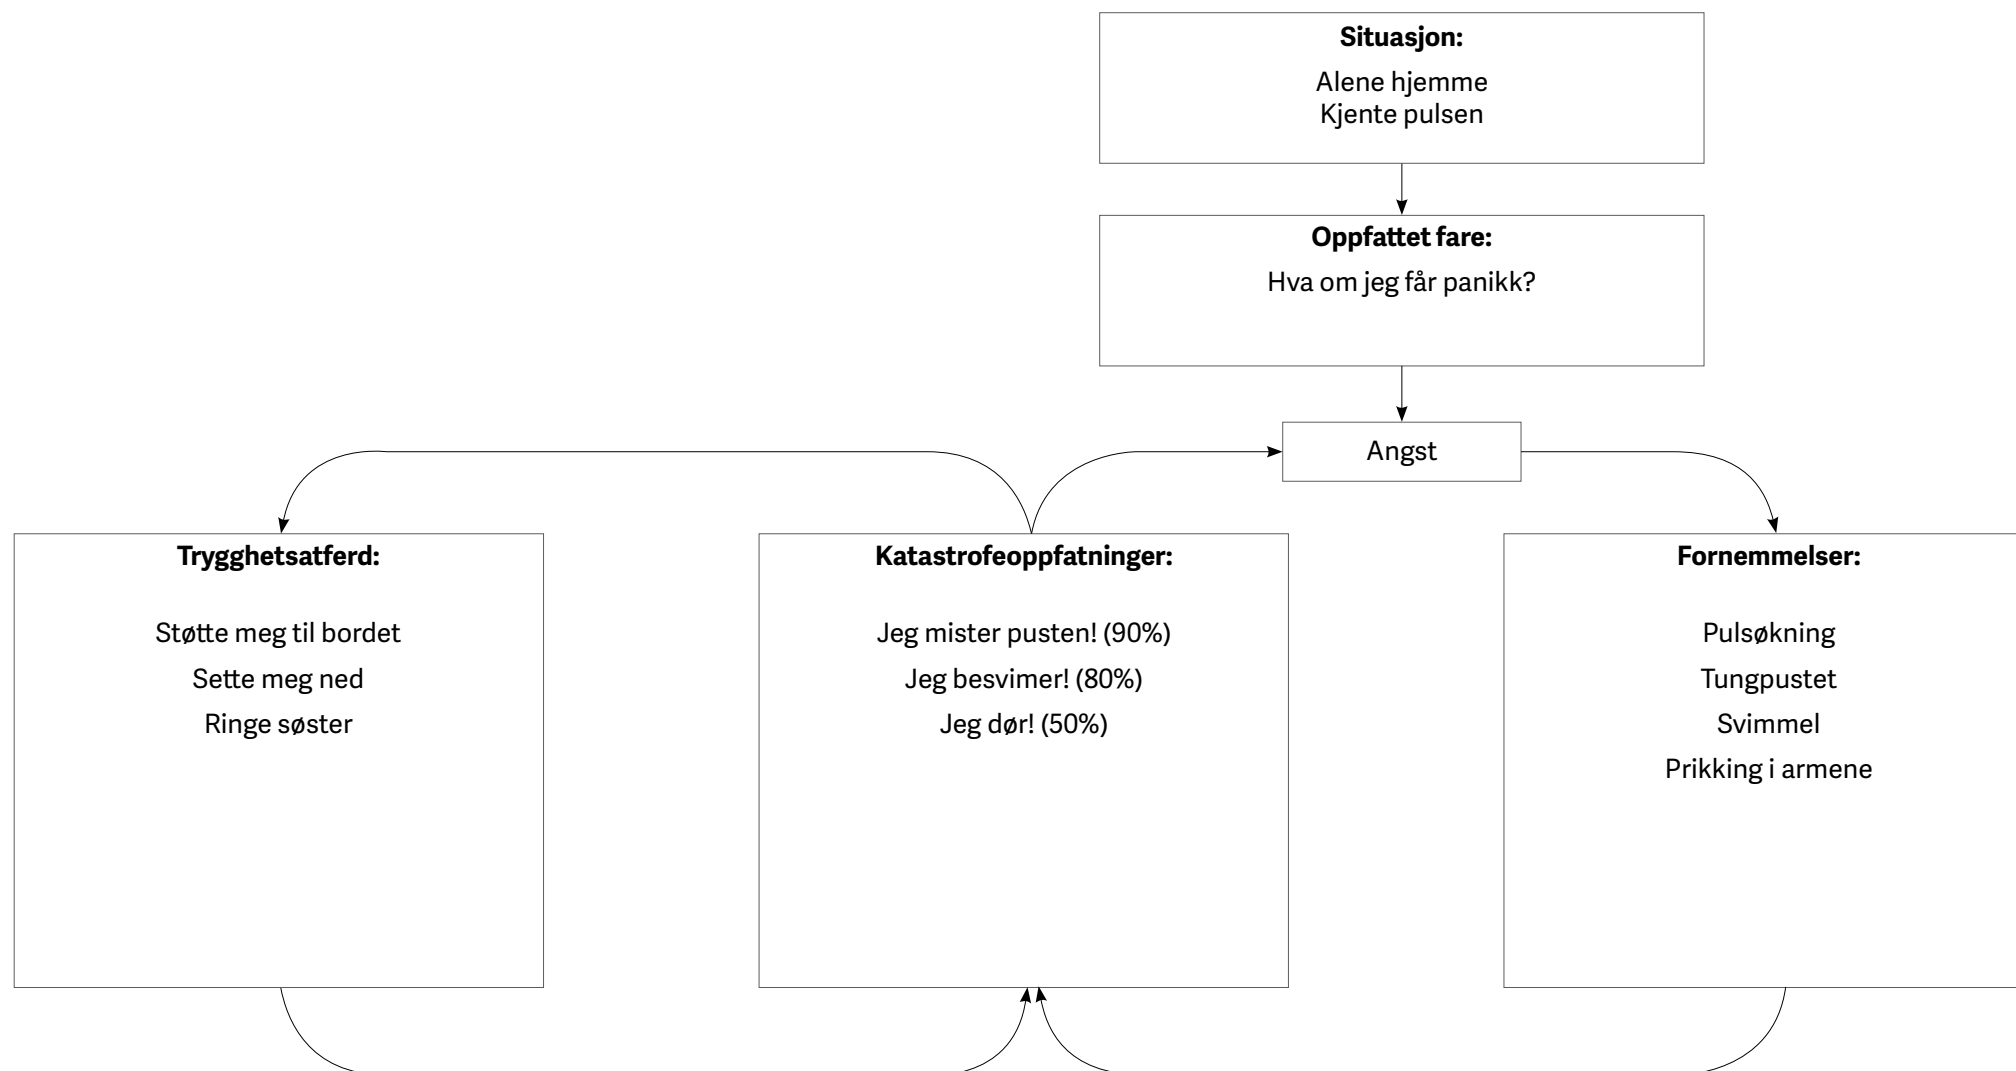 Situasjon:
Alene hjemme
Kjente pulsen
Oppfattet fare:
Hva om jeg får panikk?
Angst
Trygghetsatferd:
Støtte meg til bordet
Sette meg ned
Ringe søster
Katastrofeoppfatninger:
Jeg mister pusten! (90%)
Jeg besvimer! (80%)
Jeg dør! (50%)
Fornemmelser:
Pulsøkning
Tungpustet
Svimmel
Prikking i armene